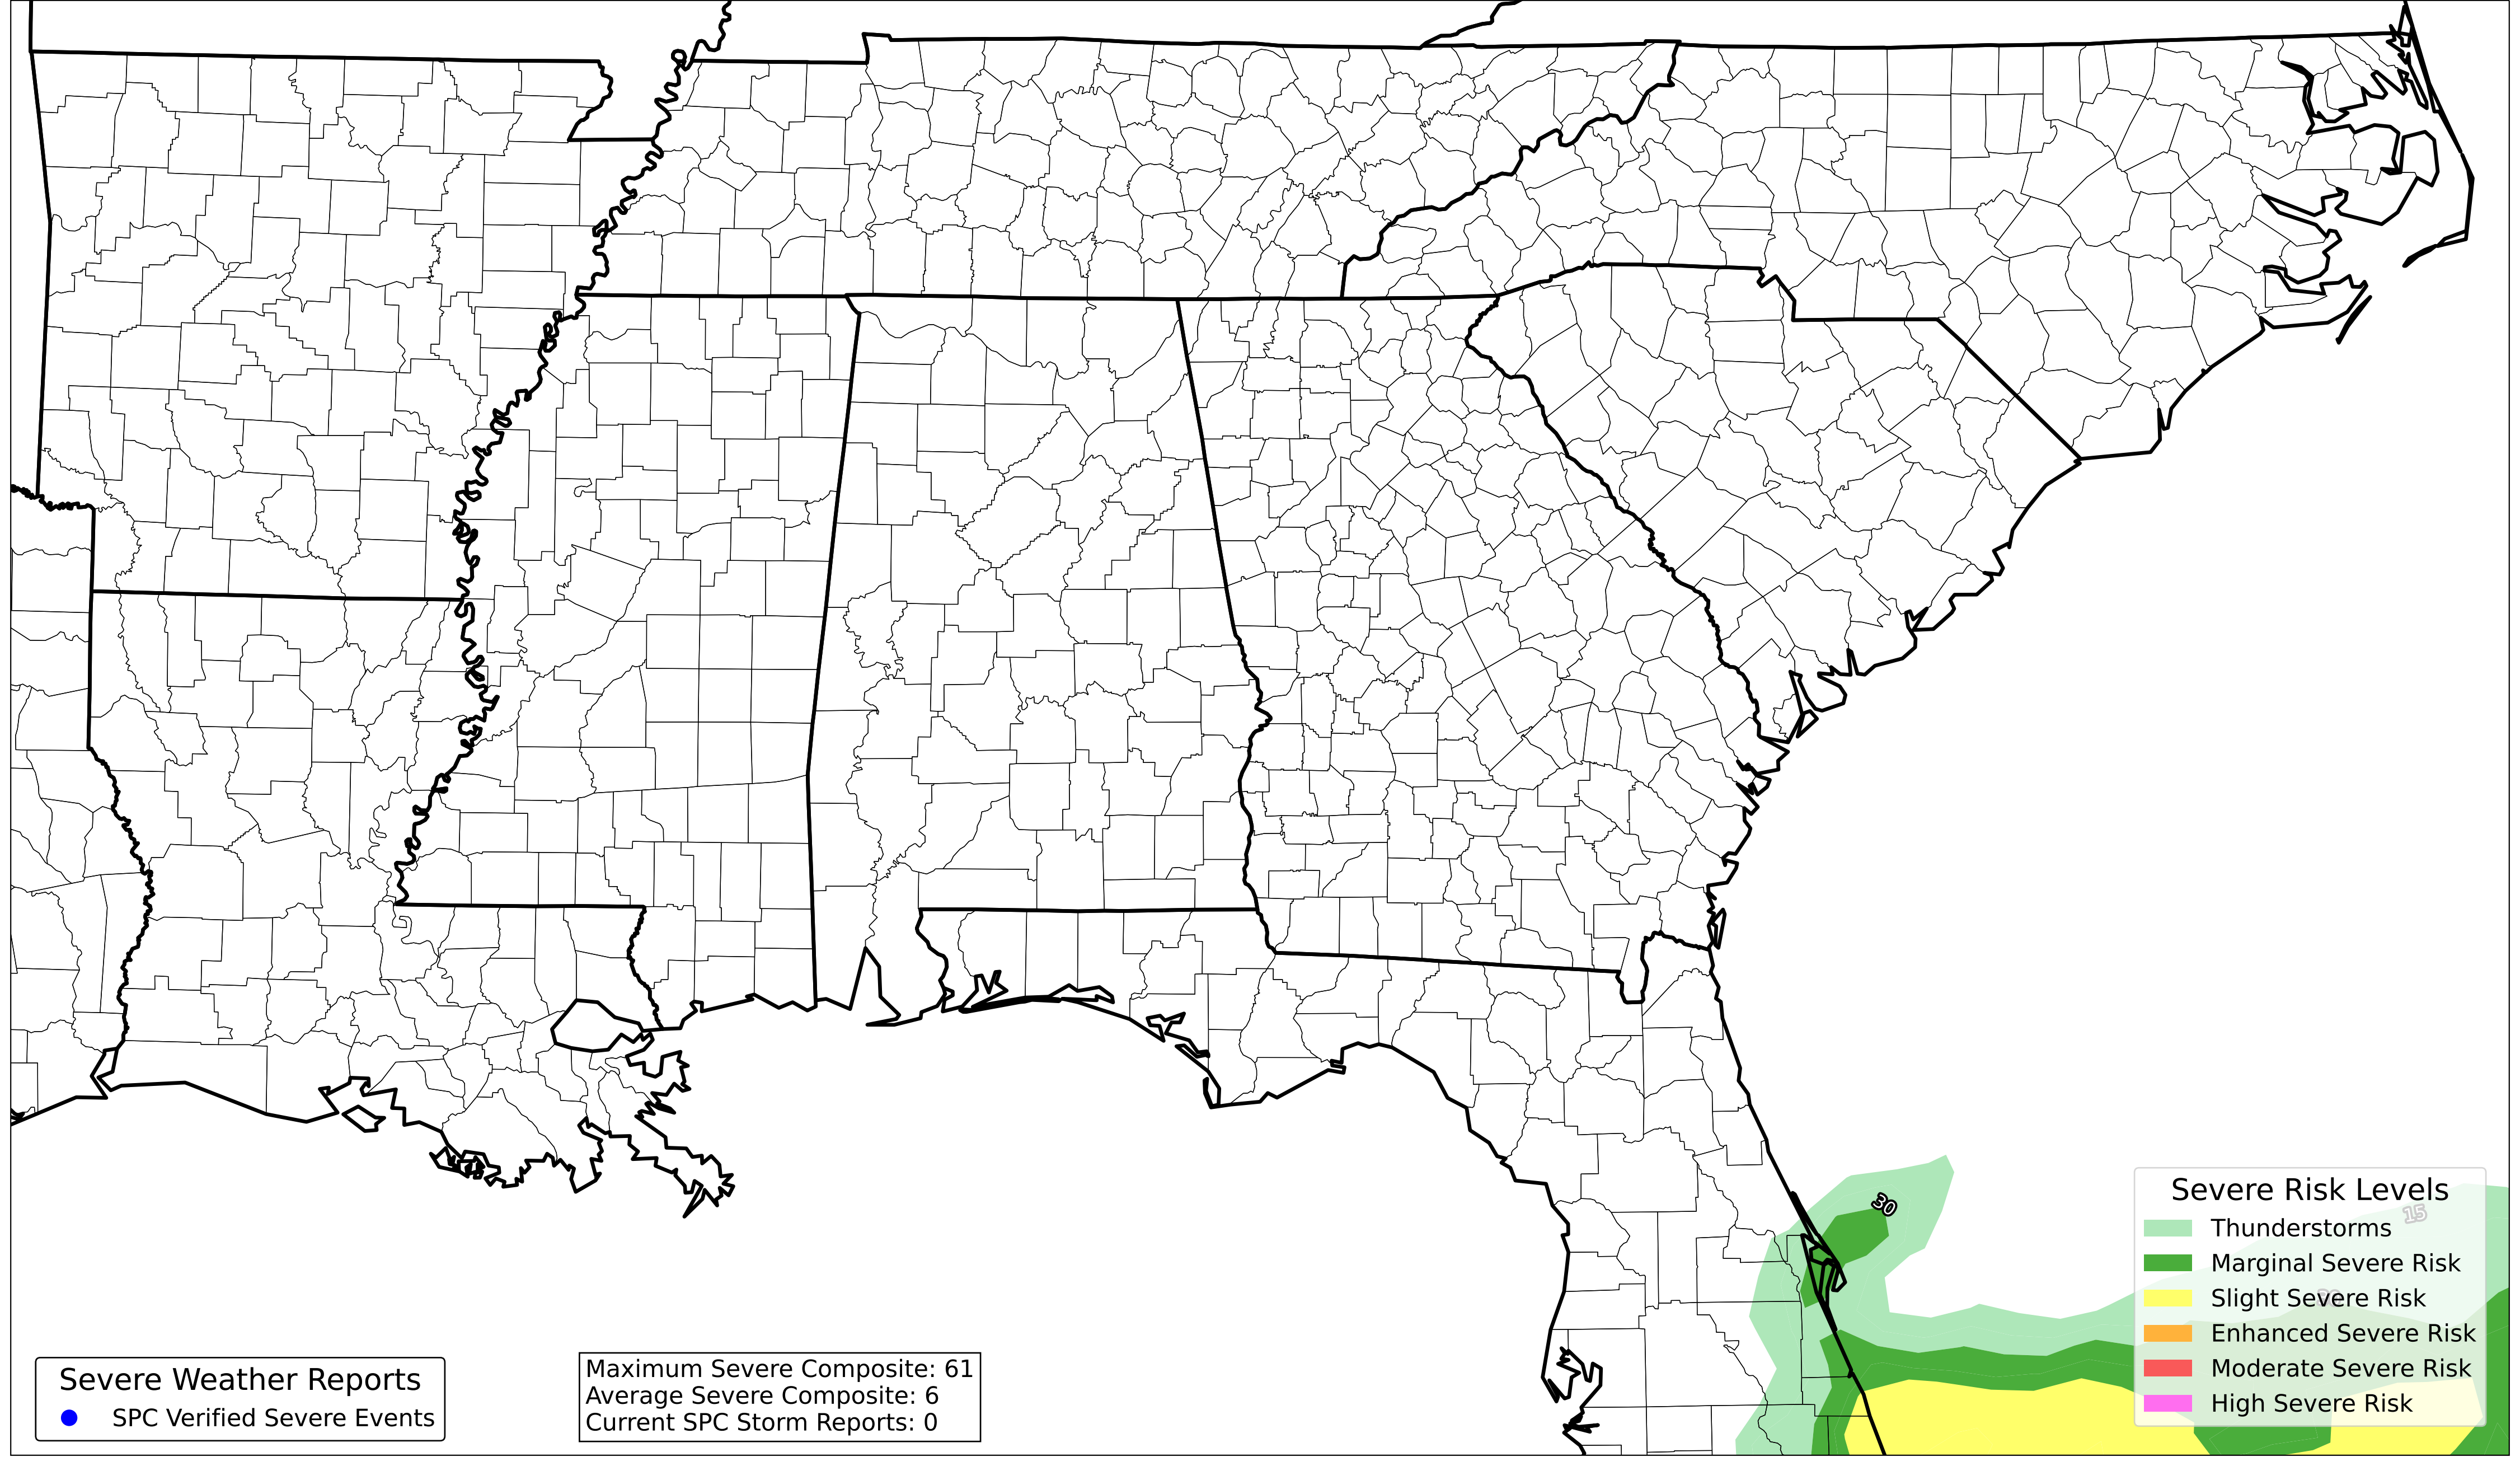 30
15
Severe Risk Levels
Thunderstorms
Marginal Severe Risk
Slight Severe Risk
Enhanced Severe Risk
Moderate Severe Risk
High Severe Risk
Severe Weather Reports
SPC Verified Severe Events
Maximum Severe Composite: 61
Average Severe Composite: 6
Current SPC Storm Reports: 0